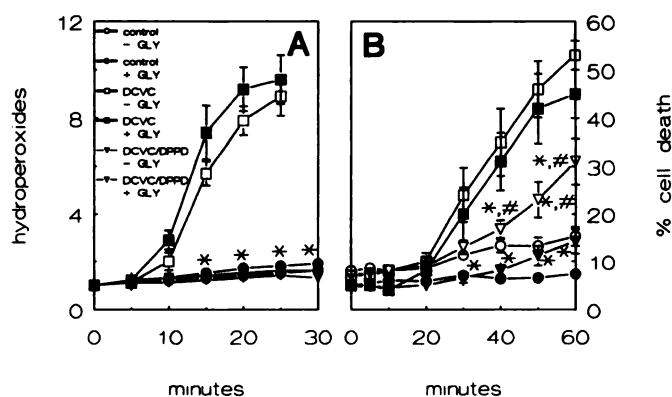 A
B
hydroperoxides
12
8
4
0
control
- GLY
control
+ GLY
DCVC
- GLY
DCVC
+ GLY
DCVC/DPPD
- GLY
DCVC/DPPD
+ GLY
* * * *
0 10 20 30
minutes
*,#
*,# *,#
* * * *
0 20 40 60
minutes
60
50
40
30
20
10
0
% cell death